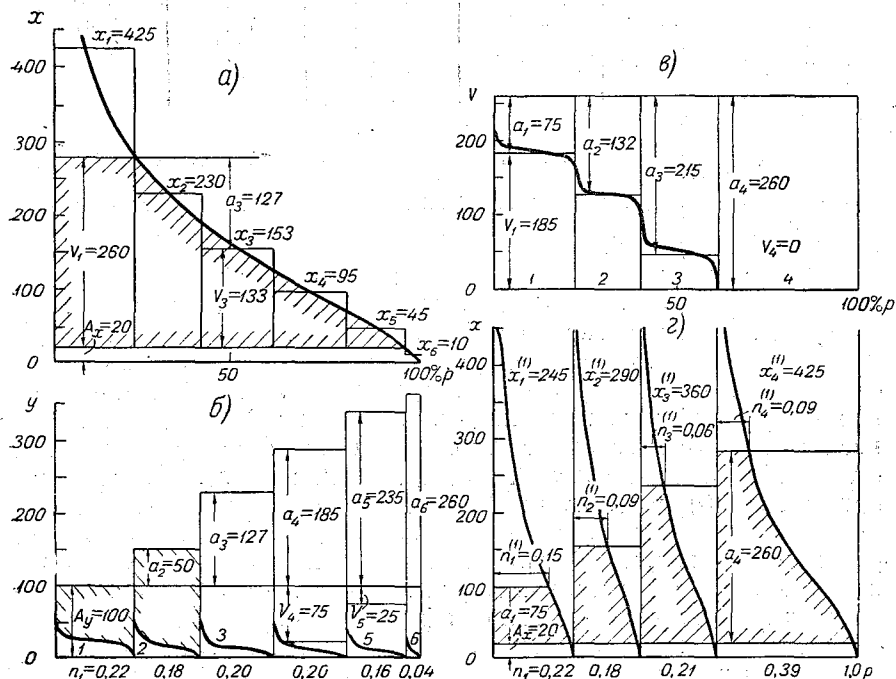 x
x₁=425
а)
400
300
x₂=230
a₃=127
200
x₃=153
V₁=260
x₄=95
V₃=133
100
x₅=45
Aₓ=20
x₆=10
0
50
100%p
в)
V
a₁=75
a₂=132
200
a₃=215
a₄=260
100
V₁=185
V₄=0
1
2
3
4
0
50
100%p
б)
y
400
300
a₅=235
a₆=260
a₄=185
200
a₃=127
a₂=50
100
A_y=100
V₄=75
V₅=25
1
2
3
5
6
0
n₁=0,22
0,18
0,20
0,20
0,16
0,04
г)
x
400
x₁⁽¹⁾=245
x₂⁽¹⁾=290
x₃⁽¹⁾=360
x₄⁽¹⁾=425
n₄⁽¹⁾=0,09
n₃⁽¹⁾=0,06
300
n₂⁽¹⁾=0,09
200
n₁⁽¹⁾=0,15
a₄=260
100
a₁=75
Aₓ=20
0
n₁=0,22
0,18
0,21
0,39
1,0 p